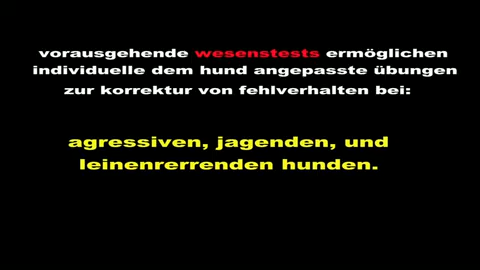 vorausgehende wesenstests ermöglichen
individuelle dem hund angepasste übungen
zur korrektur von fehlverhalten bei:
agressiven, jagenden, und
leinenrerrenden hunden.